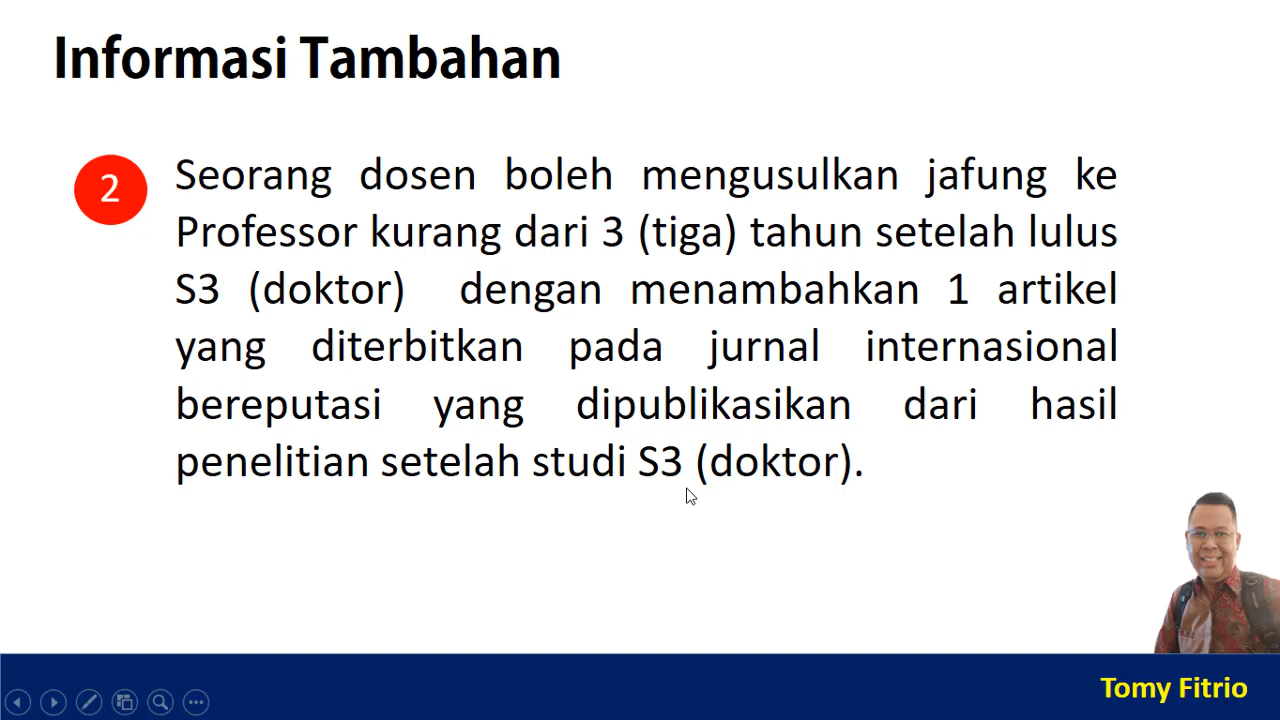 Informasi Tambahan
2
Seorang dosen boleh mengusulkan jafung ke
Professor kurang dari 3 (tiga) tahun setelah lulus
S3 (doktor) dengan menambahkan 1 artikel
yang diterbitkan pada jurnal internasional
bereputasi yang dipublikasikan dari hasil
penelitian setelah studi S3 (doktor).
Tomy Fitrio